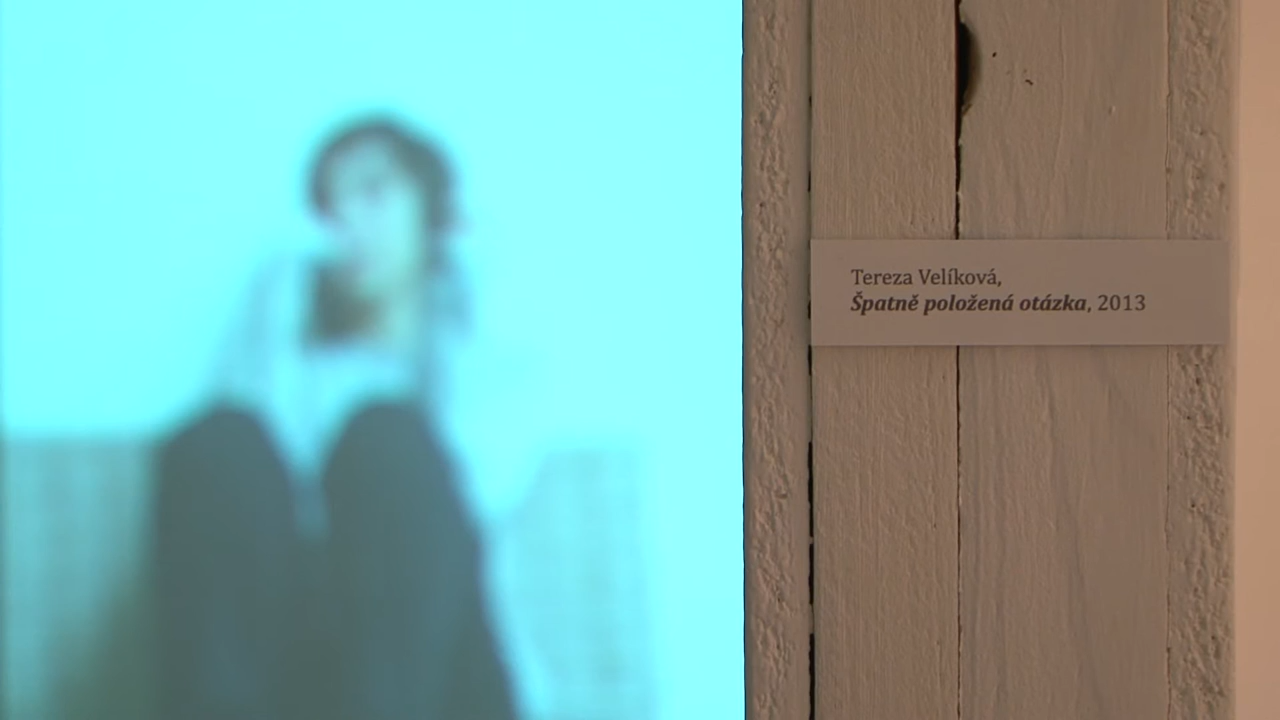 Tereza Velíková,
Špatně položená otázka, 2013